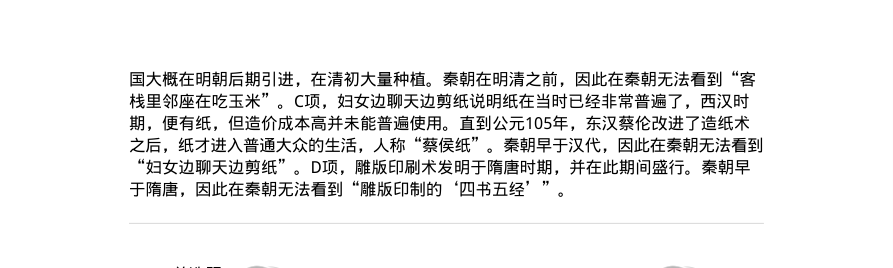 国大概在明朝后期引进，在清初大量种植。秦朝在明清之前，因此在秦朝无法看到“客
栈里邻座在吃玉米”。C项，妇女边聊天边剪纸说明纸在当时已经非常普遍了，西汉时
期，便有纸，但造价成本高并未能普遍使用。直到公元105年，东汉蔡伦改进了造纸术
之后，纸才进入普通大众的生活，人称“蔡侯纸”。秦朝早于汉代，因此在秦朝无法看到
“妇女边聊天边剪纸”。D项，雕版印刷术发明于隋唐时期，并在此期间盛行。秦朝早
于隋唐，因此在秦朝无法看到“雕版印制的‘四书五经’”。